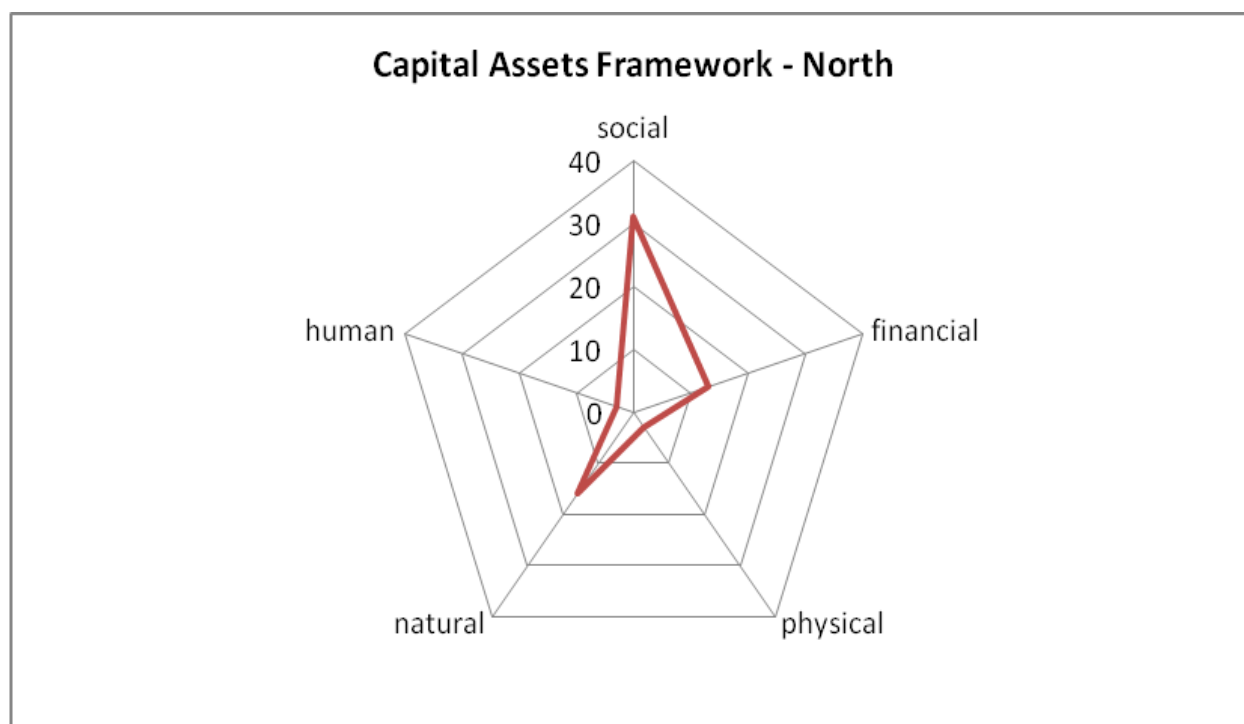 Capital Assets Framework - North
social
40
30
20
10
0
human
financial
natural
physical